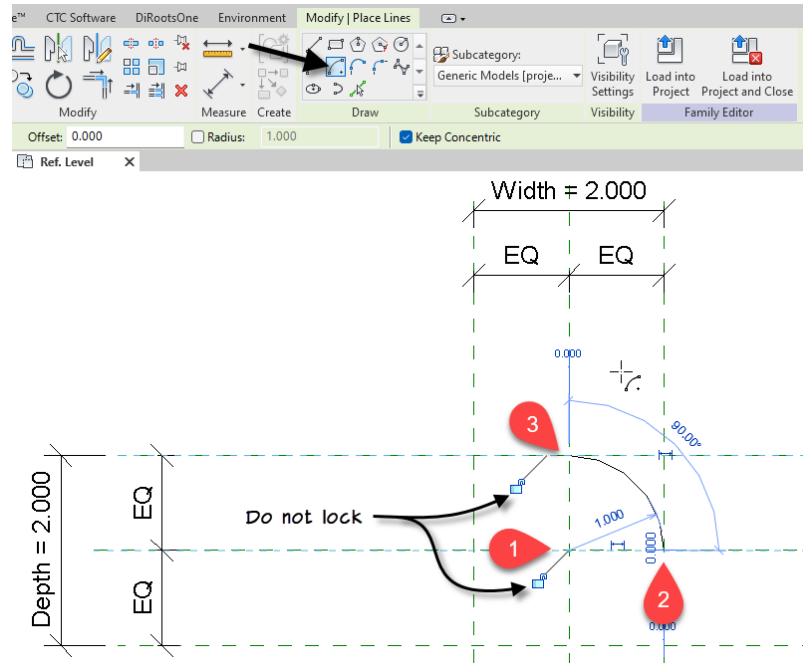 e™ CTC Software DiRootsOne Environment Modify | Place Lines
Subcategory:
Generic Models [proje...
Visibility Settings
Load into Project
Load into Project and Close
Modify Measure Create Draw Subcategory Visibility Family Editor
Offset: 0.000 Radius: 1.000 Keep Concentric
Ref. Level X
Width = 2.000
EQ EQ
0.000
3
90.00°
Depth = 2.000
EQ
Do not lock
1.000
1
0.000
EQ
2
0.000